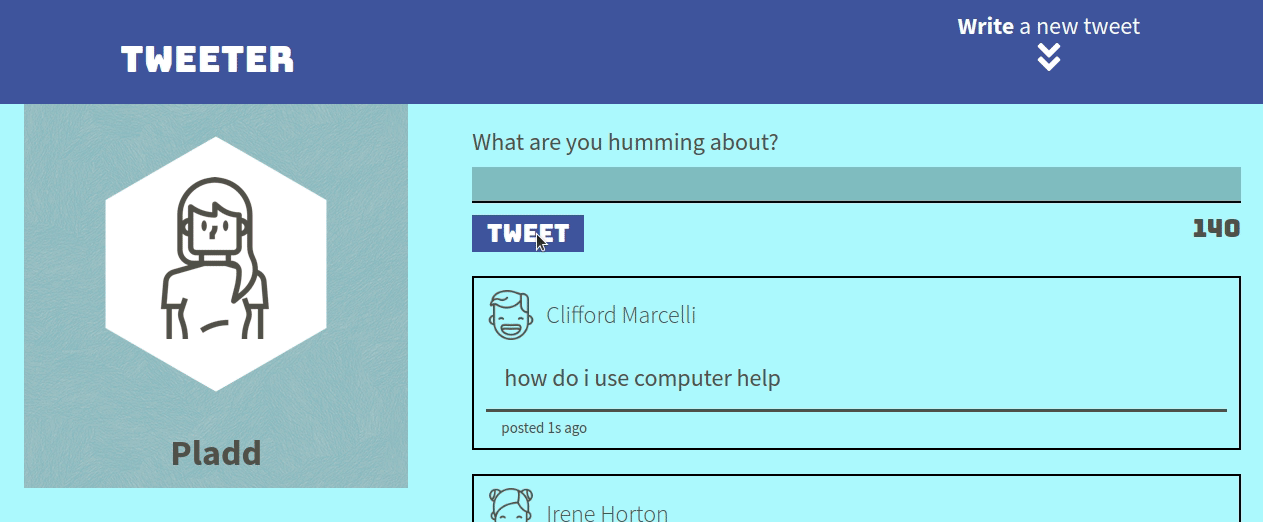 TWEETER
Write a new tweet
Pladd
What are you humming about?
TWEET
140
Clifford Marcelli
how do i use computer help
posted 1s ago
Irene Horton